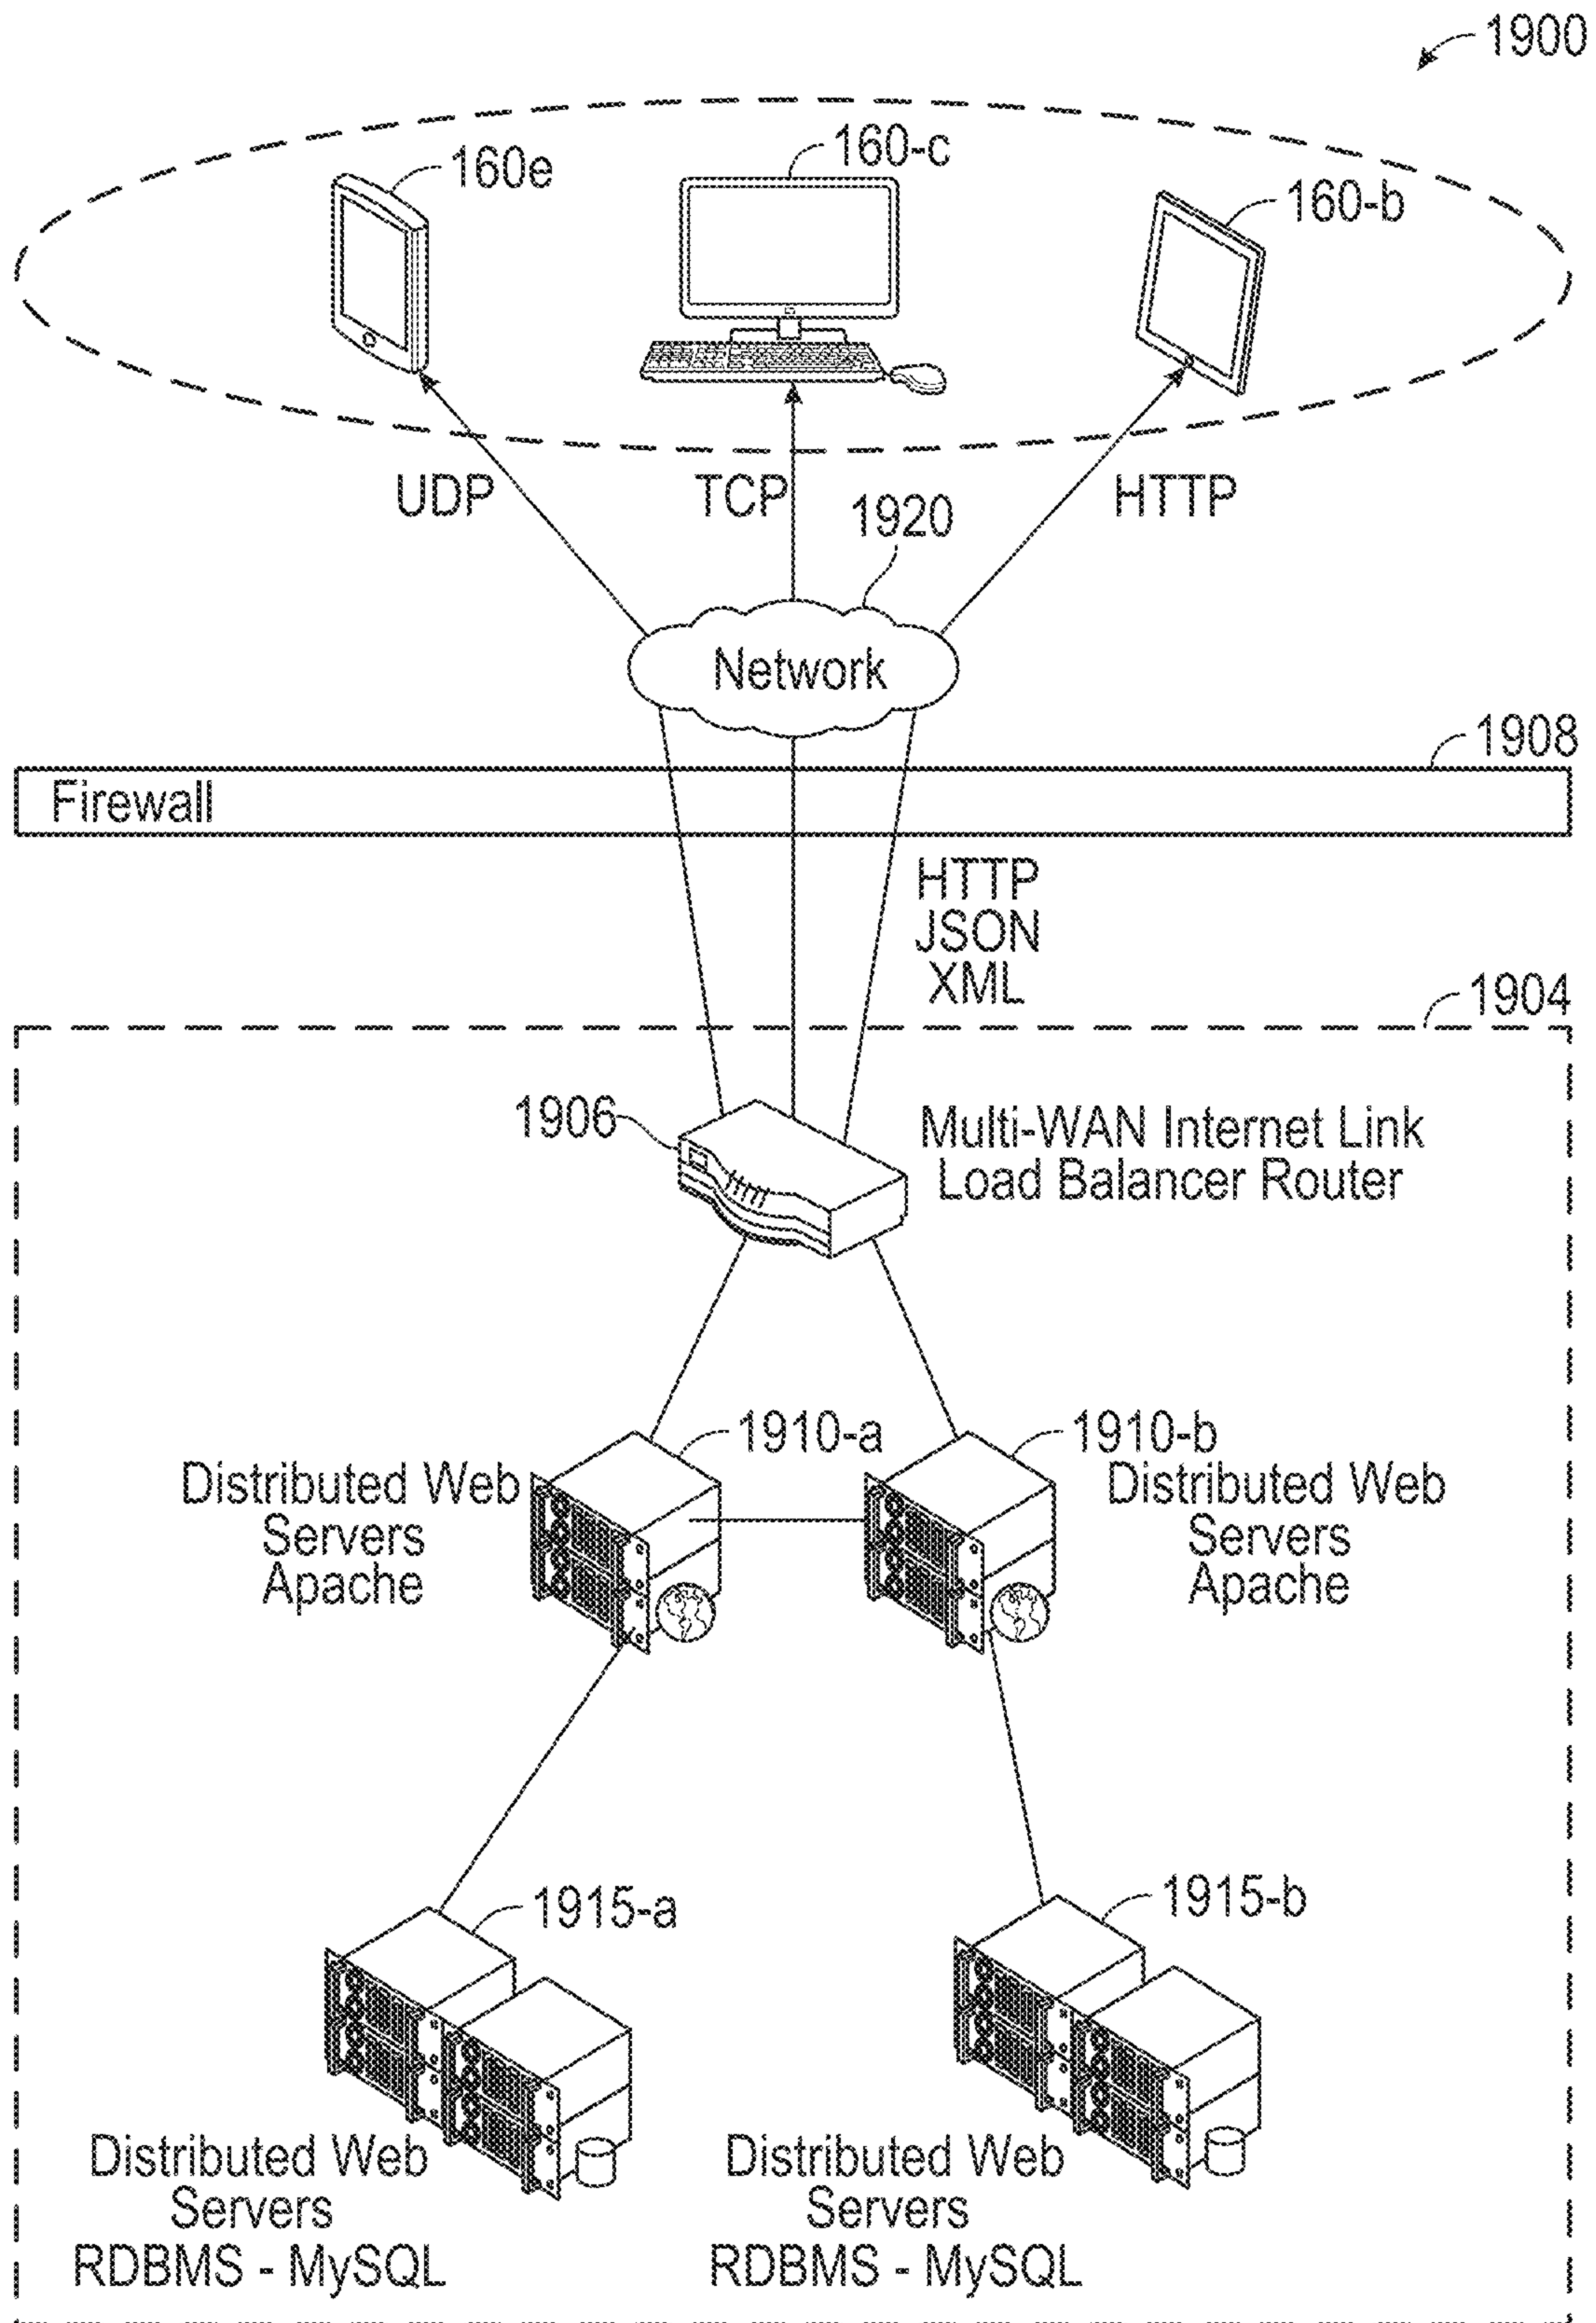 1900
160e
160-c
160-b
UDP
TCP
HTTP
1920
Network
1908
Firewall
HTTP
JSON
XML
1904
1906
Multi-WAN Internet Link
Load Balancer Router
1910-a
1910-b
Distributed Web
Servers
Apache
Distributed Web
Servers
Apache
1915-a
1915-b
Distributed Web
Servers
RDBMS - MySQL
Distributed Web
Servers
RDBMS - MySQL